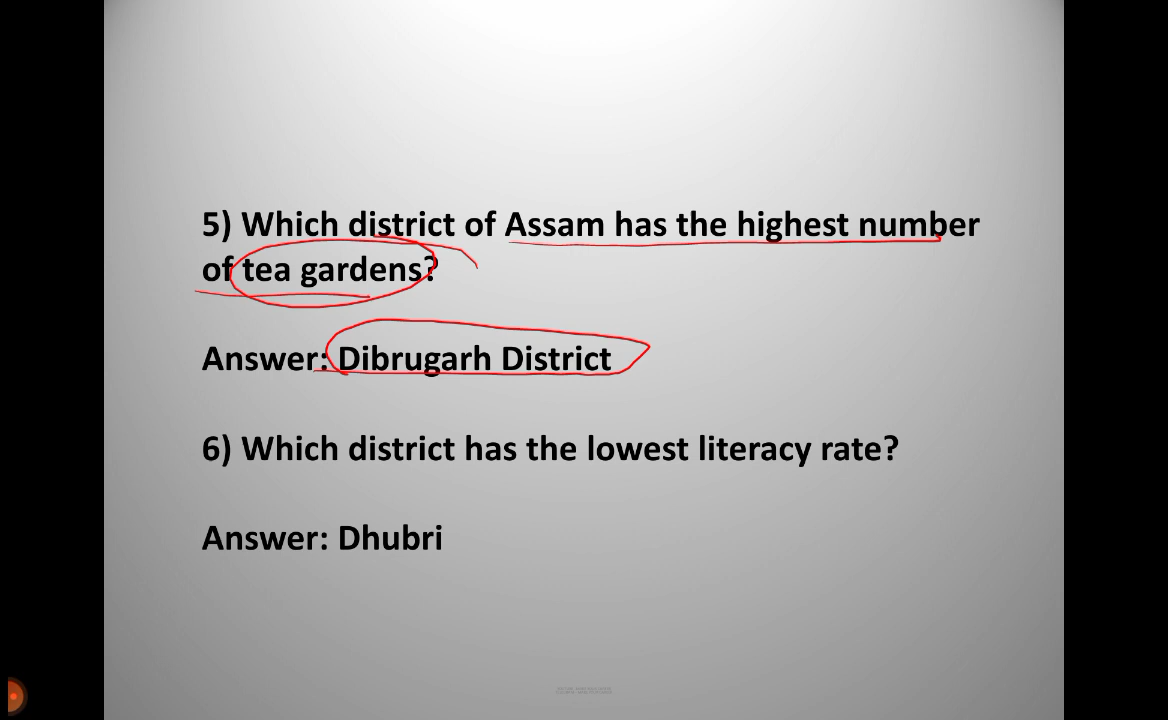 5) Which district of Assam has the highest number
of tea gardens?
Answer: Dibrugarh District
6) Which district has the lowest literacy rate?
Answer: Dhubri